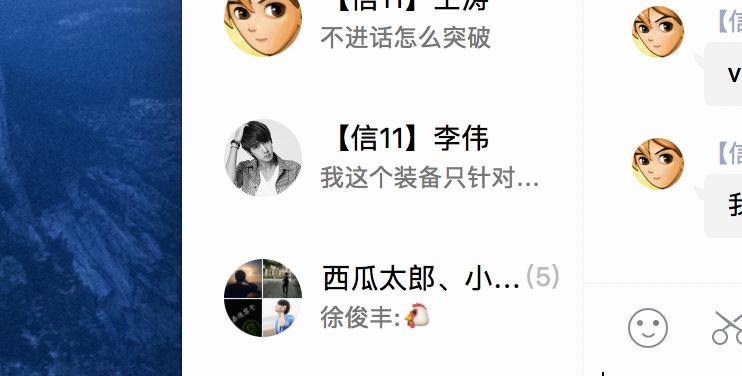 【信11】王涛
不进话怎么突破
【信11】李伟
我这个装备只针对...
西瓜太郎、小... (5)
徐俊丰:🐔
【信
v
【信
我